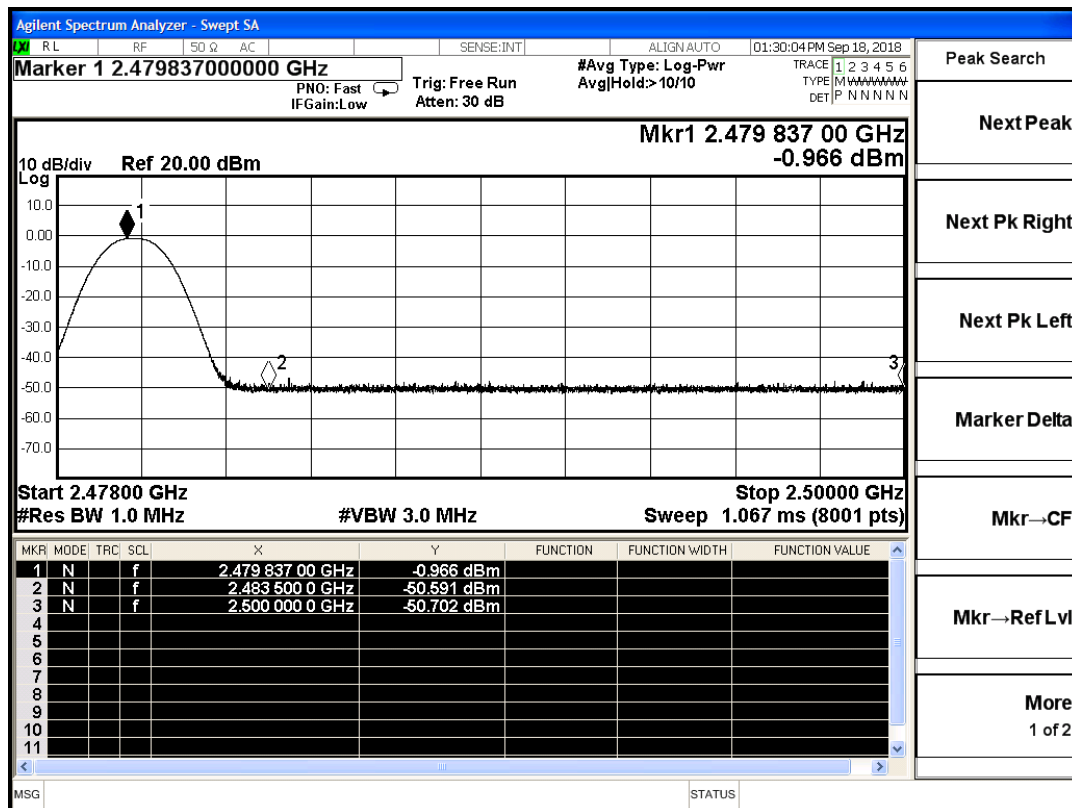 Agilent Spectrum Analyzer - Swept SA
LXI RL RF 50 Ω AC SENSE:INT ALIGN AUTO 01:30:04 PM Sep 18, 2018
Marker 1 2.479837000000 GHz
PNO: Fast
IFGain:Low
Trig: Free Run
Atten: 30 dB
#Avg Type: Log-Pwr
Avg|Hold:>10/10
TRACE 1 2 3 4 5 6
TYPE M WWWWW
DET P N N N N N
Mkr1 2.479 837 00 GHz
-0.966 dBm
10 dB/div Ref 20.00 dBm
Log
10.0
0.00
-10.0
-20.0
-30.0
-40.0
-50.0
-60.0
-70.0
1
2
3
Start 2.47800 GHz Stop 2.50000 GHz
#Res BW 1.0 MHz #VBW 3.0 MHz Sweep 1.067 ms (8001 pts)
MKR MODE TRC SCL X Y FUNCTION FUNCTION WIDTH FUNCTION VALUE
1 N f 2.479 837 00 GHz -0.966 dBm
2 N f 2.483 500 0 GHz -50.591 dBm
3 N f 2.500 000 0 GHz -50.702 dBm
4
5
6
7
8
9
10
11
MSG STATUS
Peak Search
Next Peak
Next Pk Right
Next Pk Left
Marker Delta
Mkr→CF
Mkr→Ref Lvl
More
1 of 2